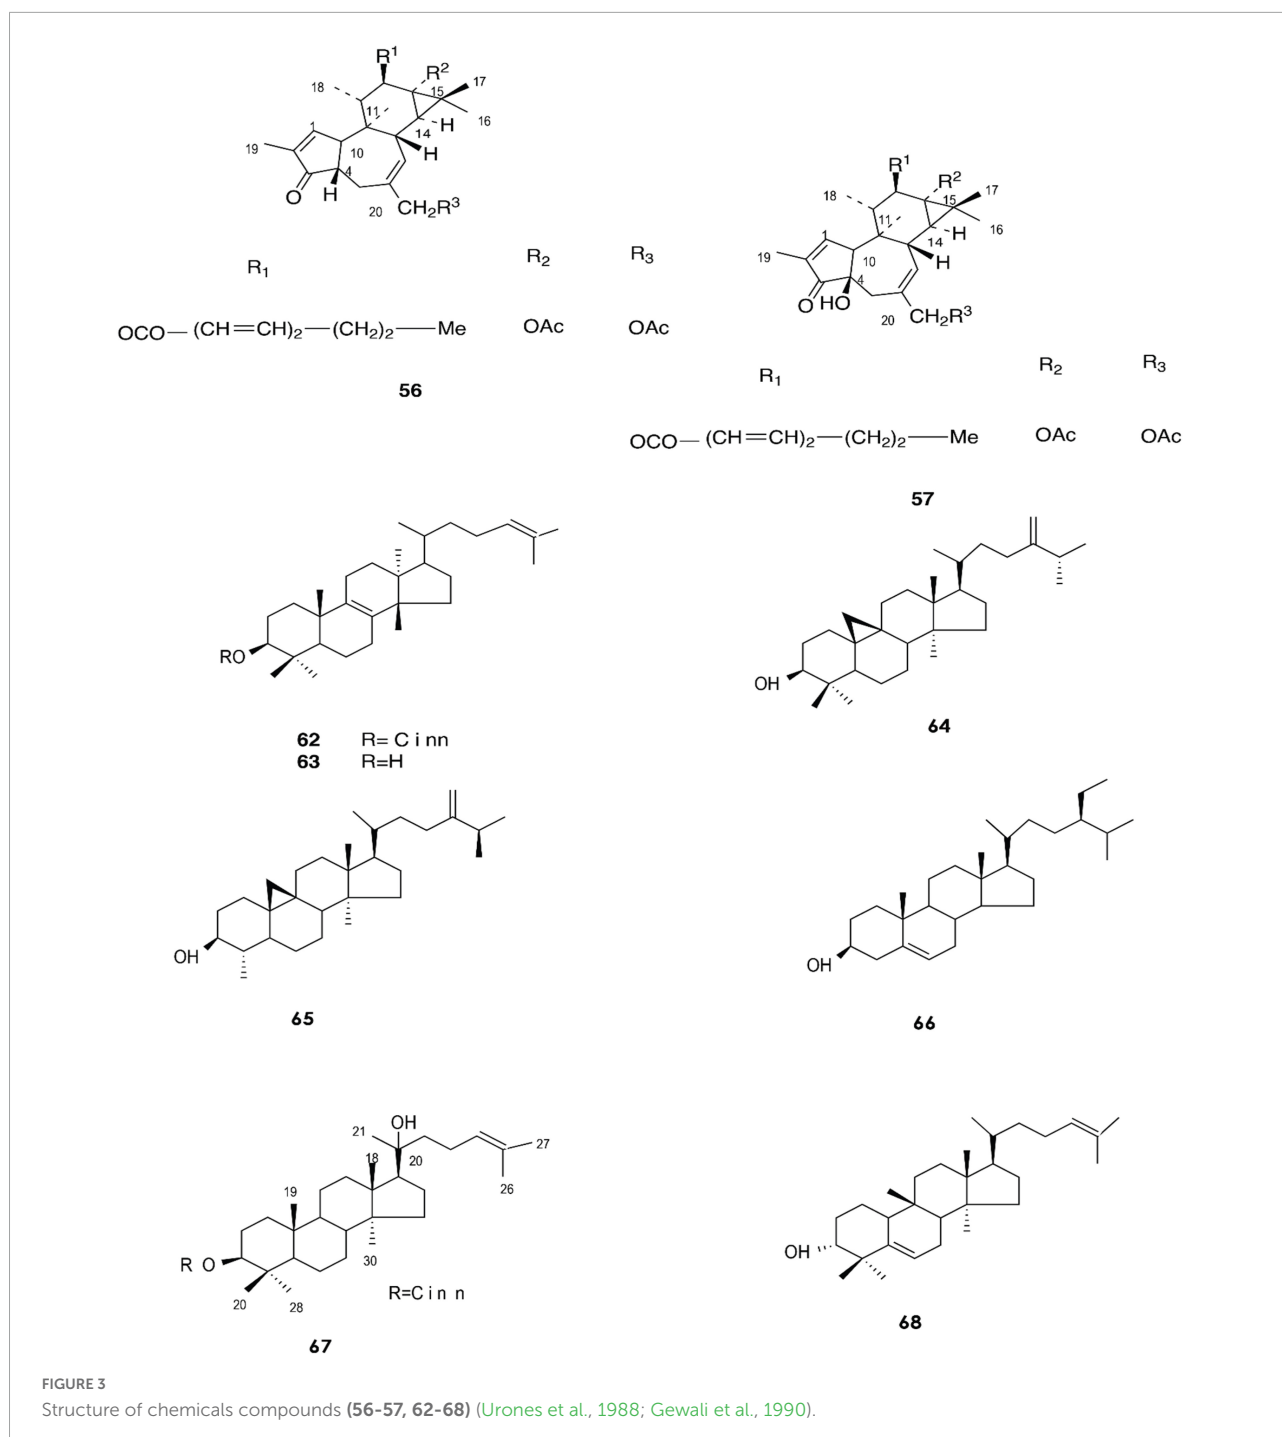 R¹
R²
18
17
15
16
11
H
1
14
H
19
10
4
O
H
20
CH₂R³
R₁
R₂
R₃
OCO—(CH=CH)₂—(CH₂)₂—Me
OAc
OAc
56
R¹
R²
18
17
15
16
11
H
1
14
H
19
10
4
O
HO
20
CH₂R³
R₁
R₂
R₃
OCO—(CH=CH)₂—(CH₂)₂—Me
OAc
OAc
57
RO
62 R= Cinn
63 R=H
OH
64
OH
65
OH
66
OH
21
20
27
18
26
19
R O
30
20
28
R=Cinn
67
OH
68
FIGURE 3
Structure of chemicals compounds (56-57, 62-68) (Urones et al., 1988; Gewali et al., 1990).